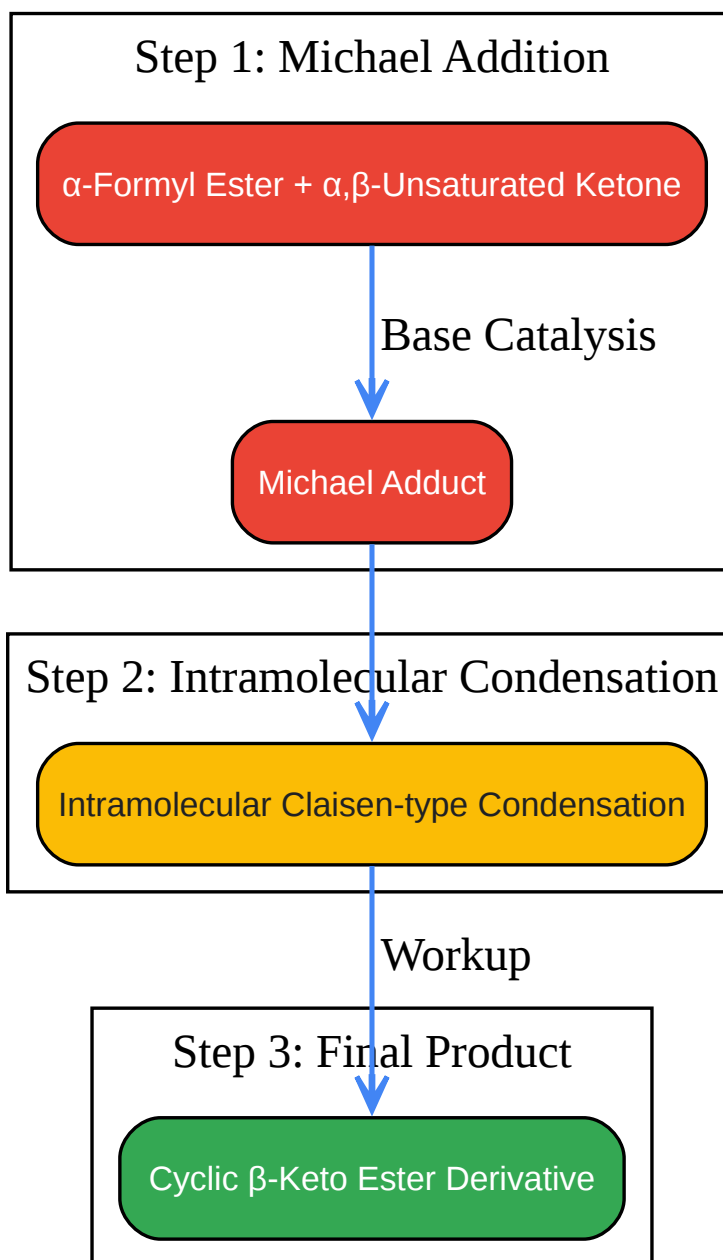 Step 1: Michael Addition
α-Formyl Ester + α,β-Unsaturated Ketone
Base Catalysis
Michael Adduct
Step 2: Intramolecular Condensation
Intramolecular Claisen-type Condensation
Workup
Step 3: Final Product
Cyclic β-Keto Ester Derivative